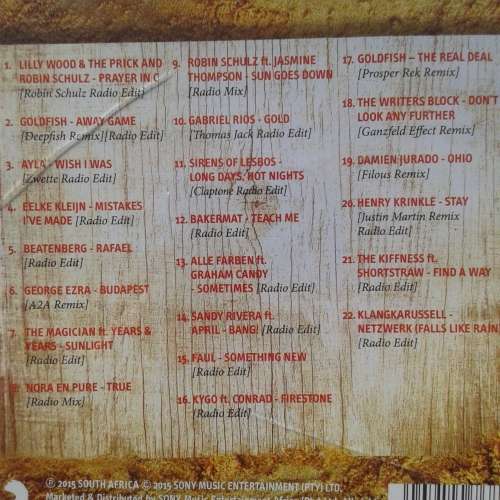 1. LILLY WOOD & THE PRICK AND
ROBIN SCHULZ - PRAYER IN C
[Robin Schulz Radio Edit]
2. GOLDFISH - AWAY GAME
[Deepfish Remix][Radio Edit]
3. AYLA - WISH I WAS
[Zwette Radio Edit]
4. EELKE KLEIJN - MISTAKES
I'VE MADE [Radio Edit]
5. BEATENBERG - RAFAEL
[Radio Edit]
6. GEORGE EZRA - BUDAPEST
[A2A Remix]
7. THE MAGICIAN ft. YEARS &
YEARS - SUNLIGHT
[Radio Edit]
8. NORA EN PURE - TRUE
[Radio Mix]
9. ROBIN SCHULZ ft. JASMINE
THOMPSON - SUN GOES DOWN
[Radio Mix]
10. GABRIEL RIOS - GOLD
[Thomas Jack Radio Edit]
11. SIRENS OF LESBOS -
LONG DAYS, HOT NIGHTS
[Claptone Radio Edit]
12. BAKERMAT - TEACH ME
[Radio Edit]
13. ALLE FARBEN ft.
GRAHAM CANDY
- SOMETIMES [Radio Edit]
14. SANDY RIVERA ft.
APRIL - BANG! [Radio Edit]
15. FAUL - SOMETHING NEW
[Radio Edit]
16. KYGO ft. CONRAD - FIRESTONE
[Radio Edit]
17. GOLDFISH – THE REAL DEAL
[Prosper Rek Remix]
18. THE WRITERS BLOCK - DON'T
LOOK ANY FURTHER
[Ganzfeld Effect Remix]
19. DAMIEN JURADO - OHIO
[Filous Remix]
20. HENRY KRINKLE - STAY
[Justin Martin Remix
Radio Edit]
21. THE KIFFNESS ft.
SHORTSTRAW - FIND A WAY
[Radio Edit]
22. KLANGKARUSSELL -
NETZWERK (FALLS LIKE RAIN)
[Radio Edit]
℗ 2015 SOUTH AFRICA © 2015 SONY MUSIC ENTERTAINMENT (PTY) LTD.
Marketed & Distributed by SONY Music Entertainment Africa